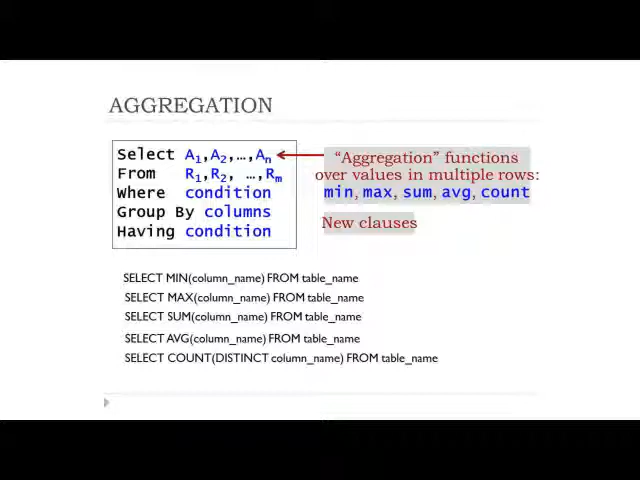 AGGREGATION
Select A1,A2,…,An
From R1,R2, …,Rm
Where condition
Group By columns
Having condition
“Aggregation” functions
over values in multiple rows:
min, max, sum, avg, count
New clauses
SELECT MIN(column_name) FROM table_name
SELECT MAX(column_name) FROM table_name
SELECT SUM(column_name) FROM table_name
SELECT AVG(column_name) FROM table_name
SELECT COUNT(DISTINCT column_name) FROM table_name